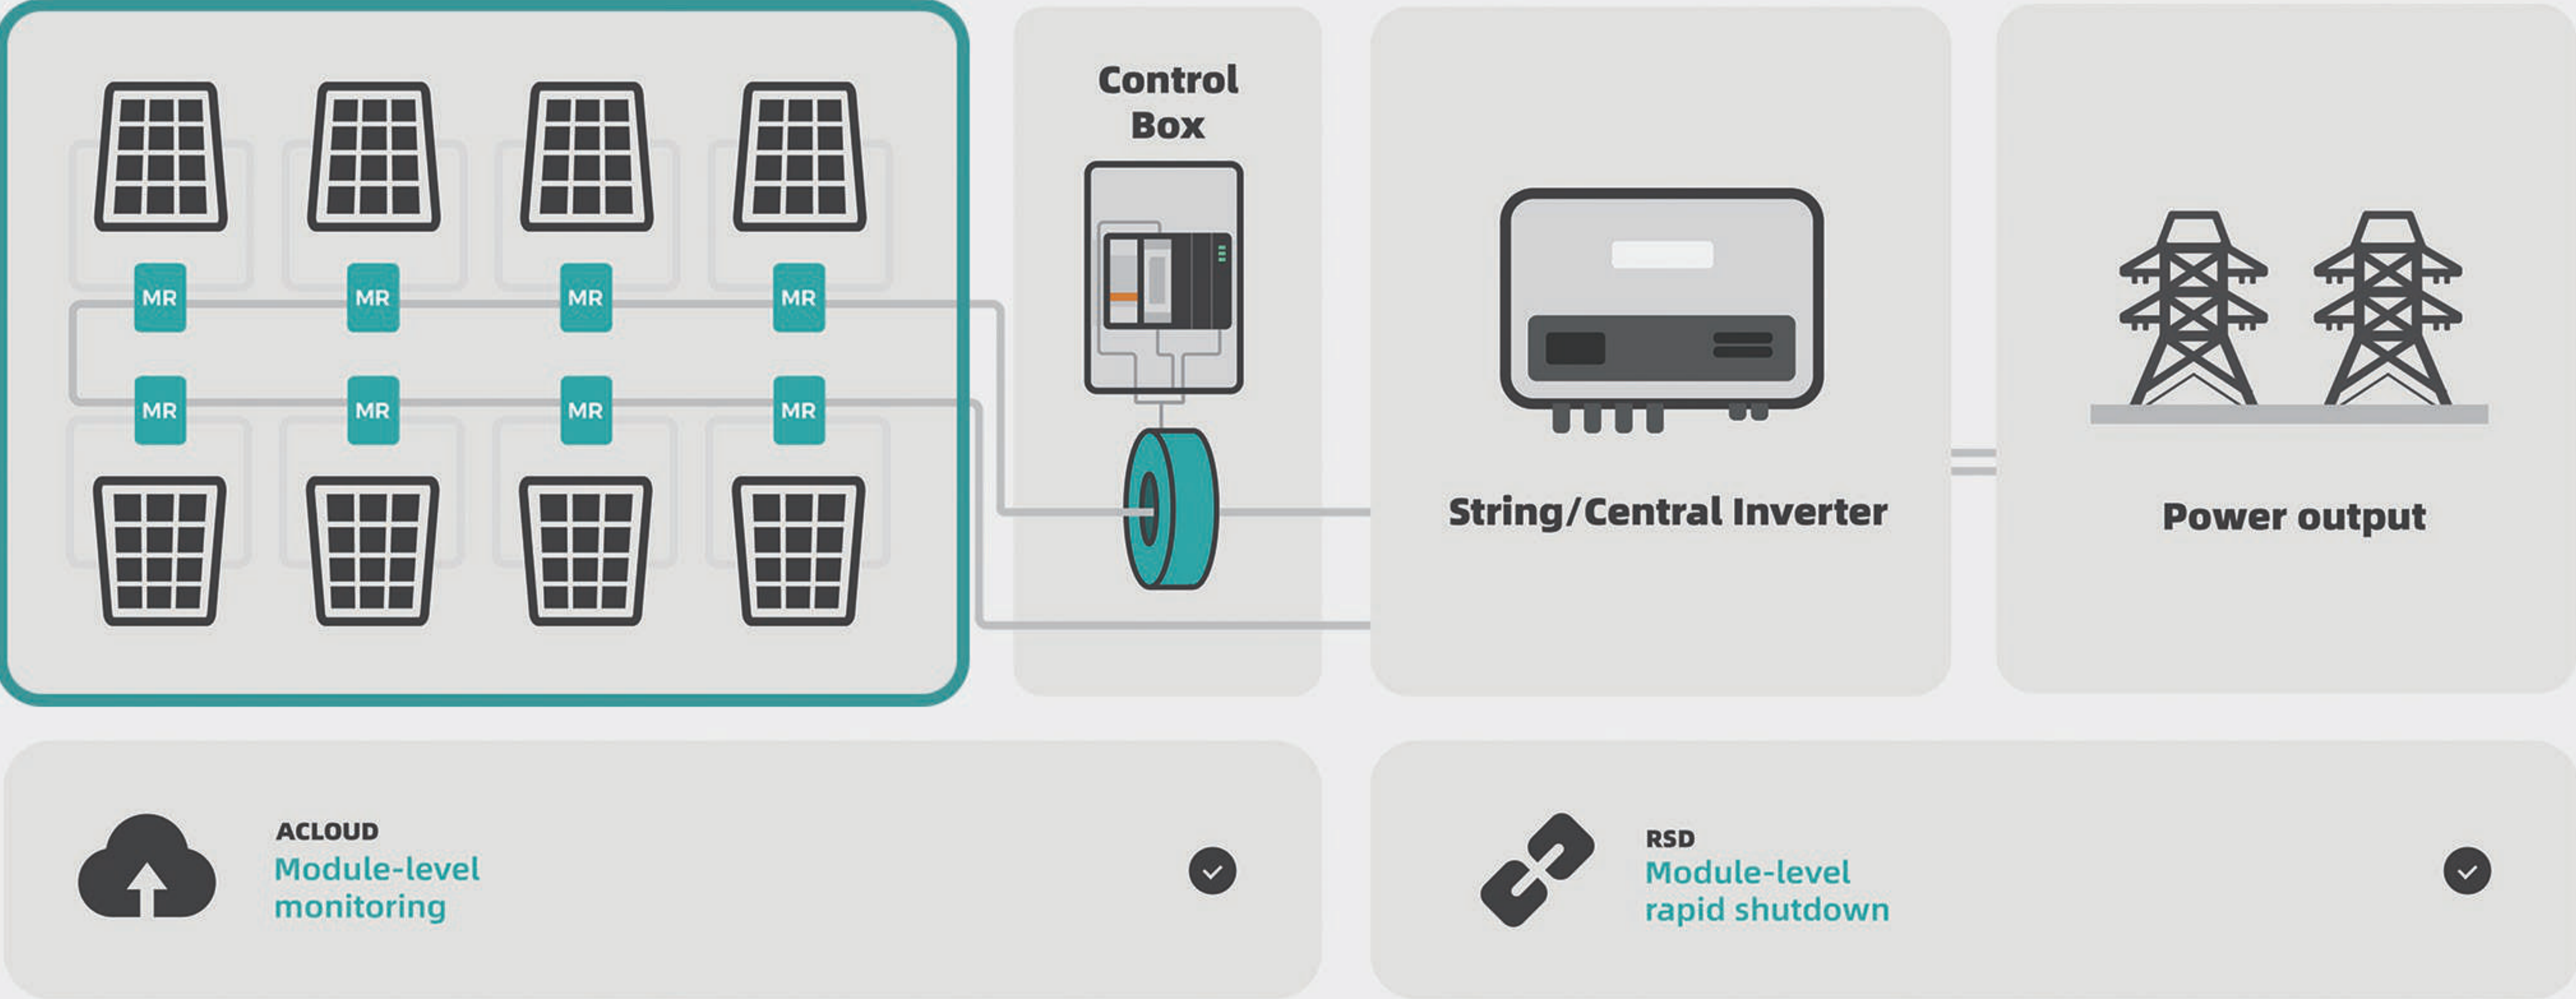 Control
Box
MR MR MR MR
MR MR MR MR
String/Central Inverter
Power output
ACLOUD
Module-level
monitoring
RSD
Module-level
rapid shutdown